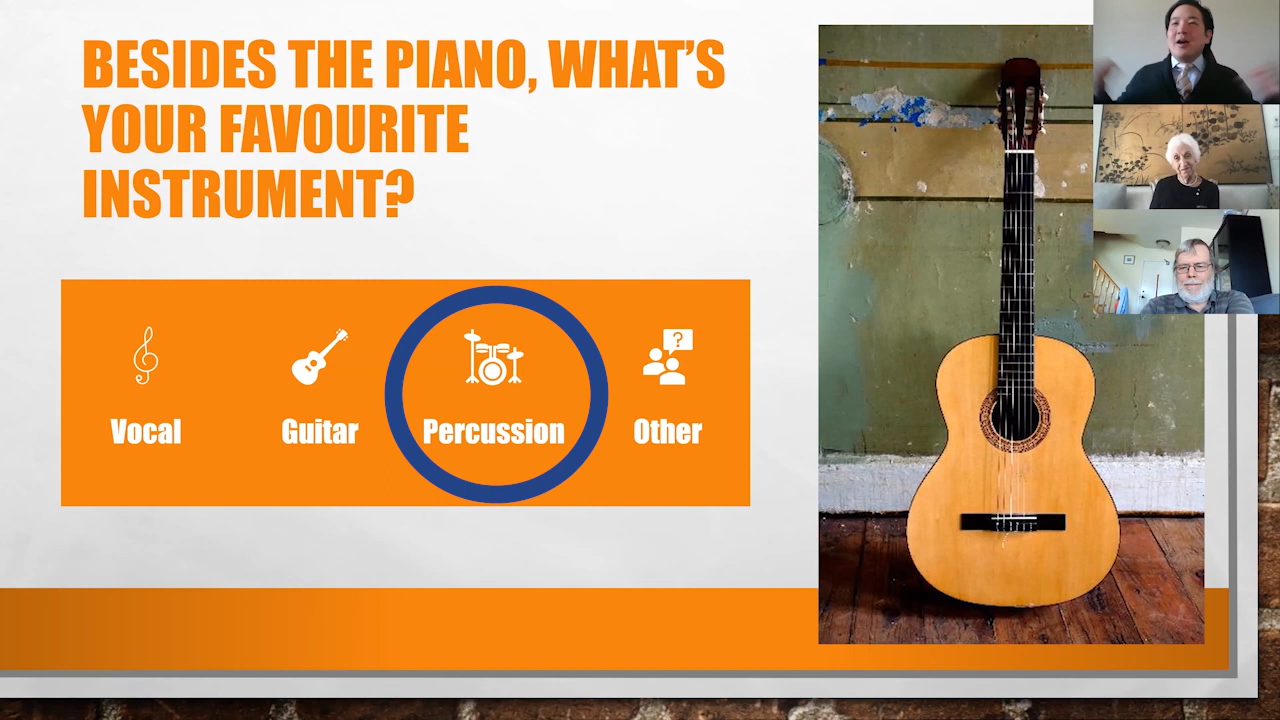 BESIDES THE PIANO, WHAT'S
YOUR FAVOURITE
INSTRUMENT?
?
Vocal
Guitar
Percussion
Other